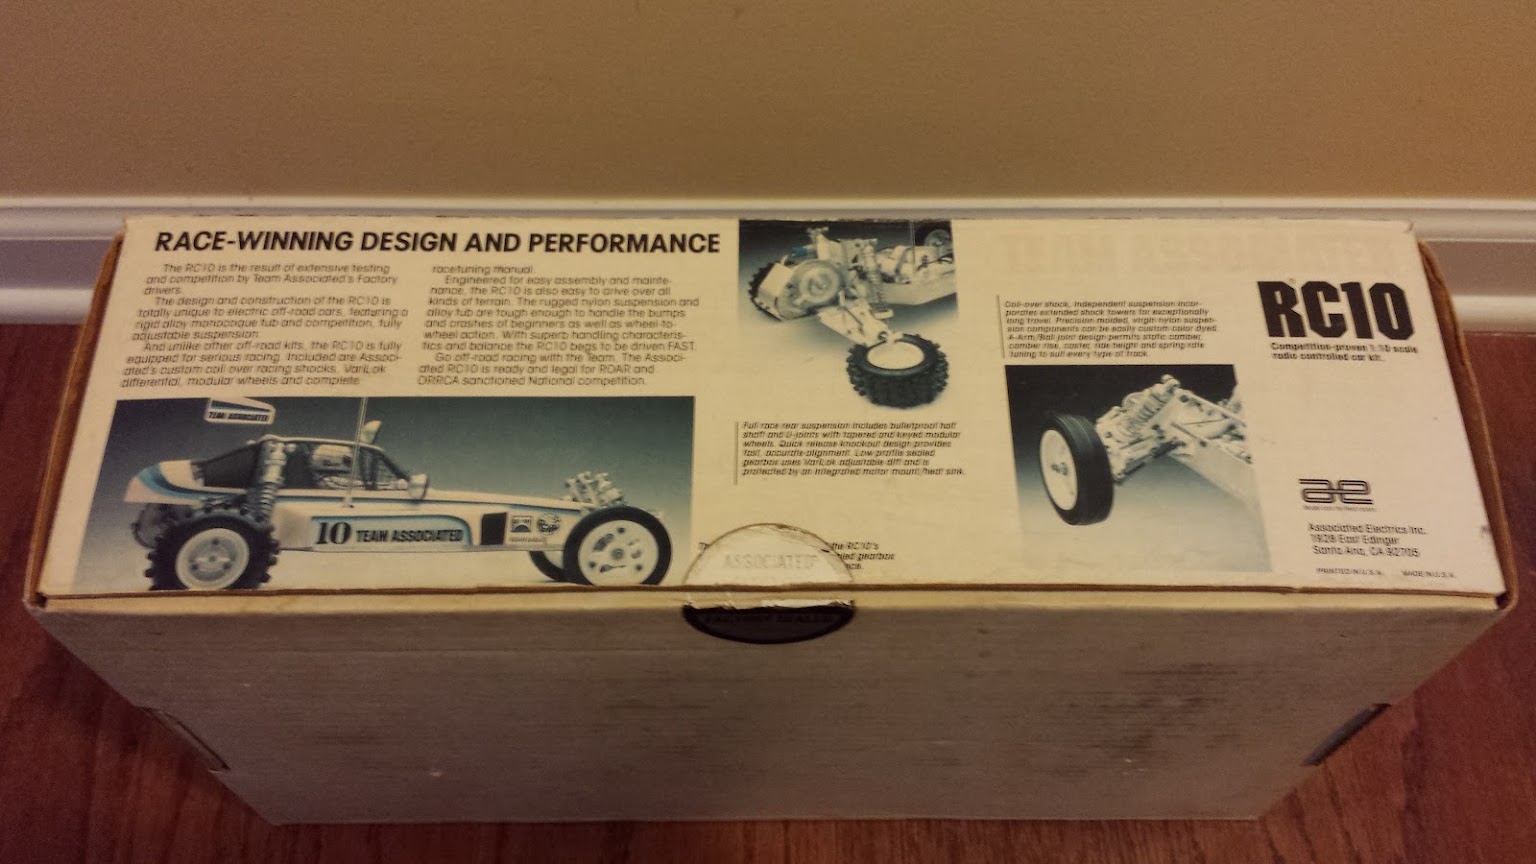 RACE-WINNING DESIGN AND PERFORMANCE
The RC10 is the result of extensive testing
and competition by Team Associated's Factory
drivers.
The design and construction of the RC10 is
totally unique to electric off-road cars, featuring a
rigid alloy monocoque tub and competition, fully
adjustable suspension.
And unlike other off-road kits, the RC10 is fully
equipped for serious racing. Included are Associ-
ated's custom coil over racing shocks, VariLok
differential, modular wheels and complete
racetuning manual.
Engineered for easy assembly and mainte-
nance, the RC10 is also easy to drive over all
kinds of terrain. The rugged nylon suspension and
alloy tub are tough enough to handle the bumps
and crashes of beginners as well as wheel-to-
wheel action. With superb handling characteris-
tics and balance the RC10 begs to be driven FAST.
Go off-road racing with the Team. The Associ-
ated RC10 is ready and legal for ROAR and
ORRCA sanctioned National competition.
TEAM ASSOCIATED
10 TEAM ASSOCIATED
Full race rear suspension includes bulletproof half
shaft and U-joints with tapered and keyed modular
wheels. Quick release knockout design provides
fast, accurate alignment. Low profile sealed
gearbox uses VariLok adjustable diff and is
protected by an integrated motor mount/heat sink.
the RC10's
gearbox
ASSOCIATED
FACTORY SEALED
Coil-over shock, independent suspension incor-
porates extended shock towers for exceptionally
long travel. Precision-molded, virgin nylon suspen-
sion components can be easily custom color dyed.
A-Arm/Ball joint design permits static camber,
camber rise, caster, ride height and spring rate
tuning to suit every type of track.
RC10
Competition-proven 1:10 scale
radio controlled car kit.
ae
Associated Electrics Inc.
1928 East Edinger
Santa Ana, CA 92705
PRINTED IN U.S.A. MADE IN U.S.A.